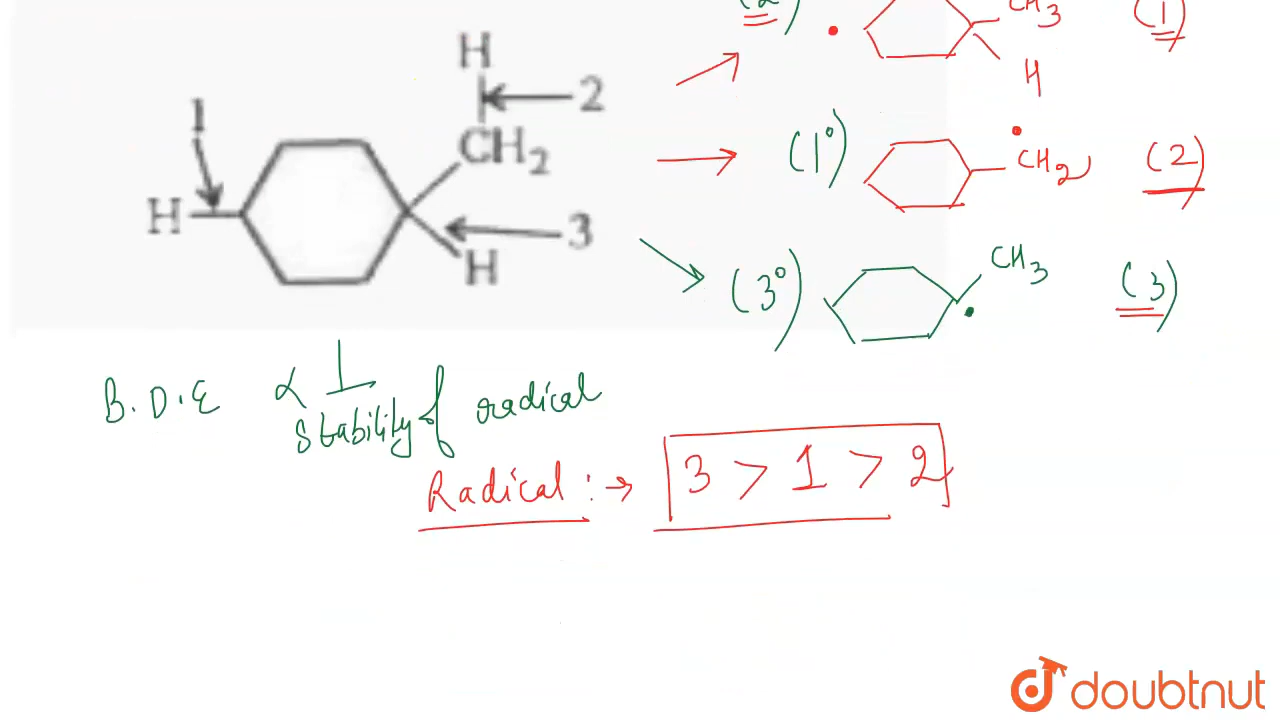 (2°)
CH3 (1)
H
H
1
2
CH2
H
3
H
(1°) CH2 (2)
(3°) CH3 (3)
B.D.E ∝ 1
stability of radical
Radical :→ 3 > 1 > 2
doubtnut